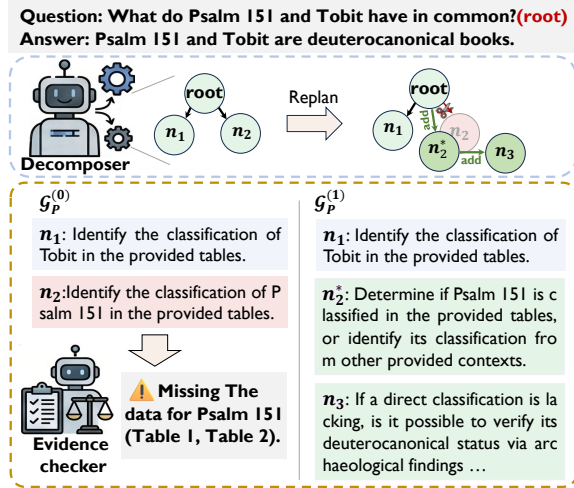 Question: What do Psalm 151 and Tobit have in common?(root)
Answer: Psalm 151 and Tobit are deuterocanonical books.
Decomposer
root
n₁
n₂
Replan
root
add
n₁
n₂
n₂*
add
n₃
𝒢_P^(0)
n₁: Identify the classification of
Tobit in the provided tables.
n₂:Identify the classification of P
salm 151 in the provided tables.
Evidence
checker
Missing The
data for Psalm 151
(Table 1, Table 2).
𝒢_P^(1)
n₁: Identify the classification of
Tobit in the provided tables.
n₂*: Determine if Psalm 151 is c
lassified in the provided tables,
or identify its classification fro
m other provided contexts.
n₃: If a direct classification is la
cking, is it possible to verify its
deuterocanonical status via arc
haeological findings ...